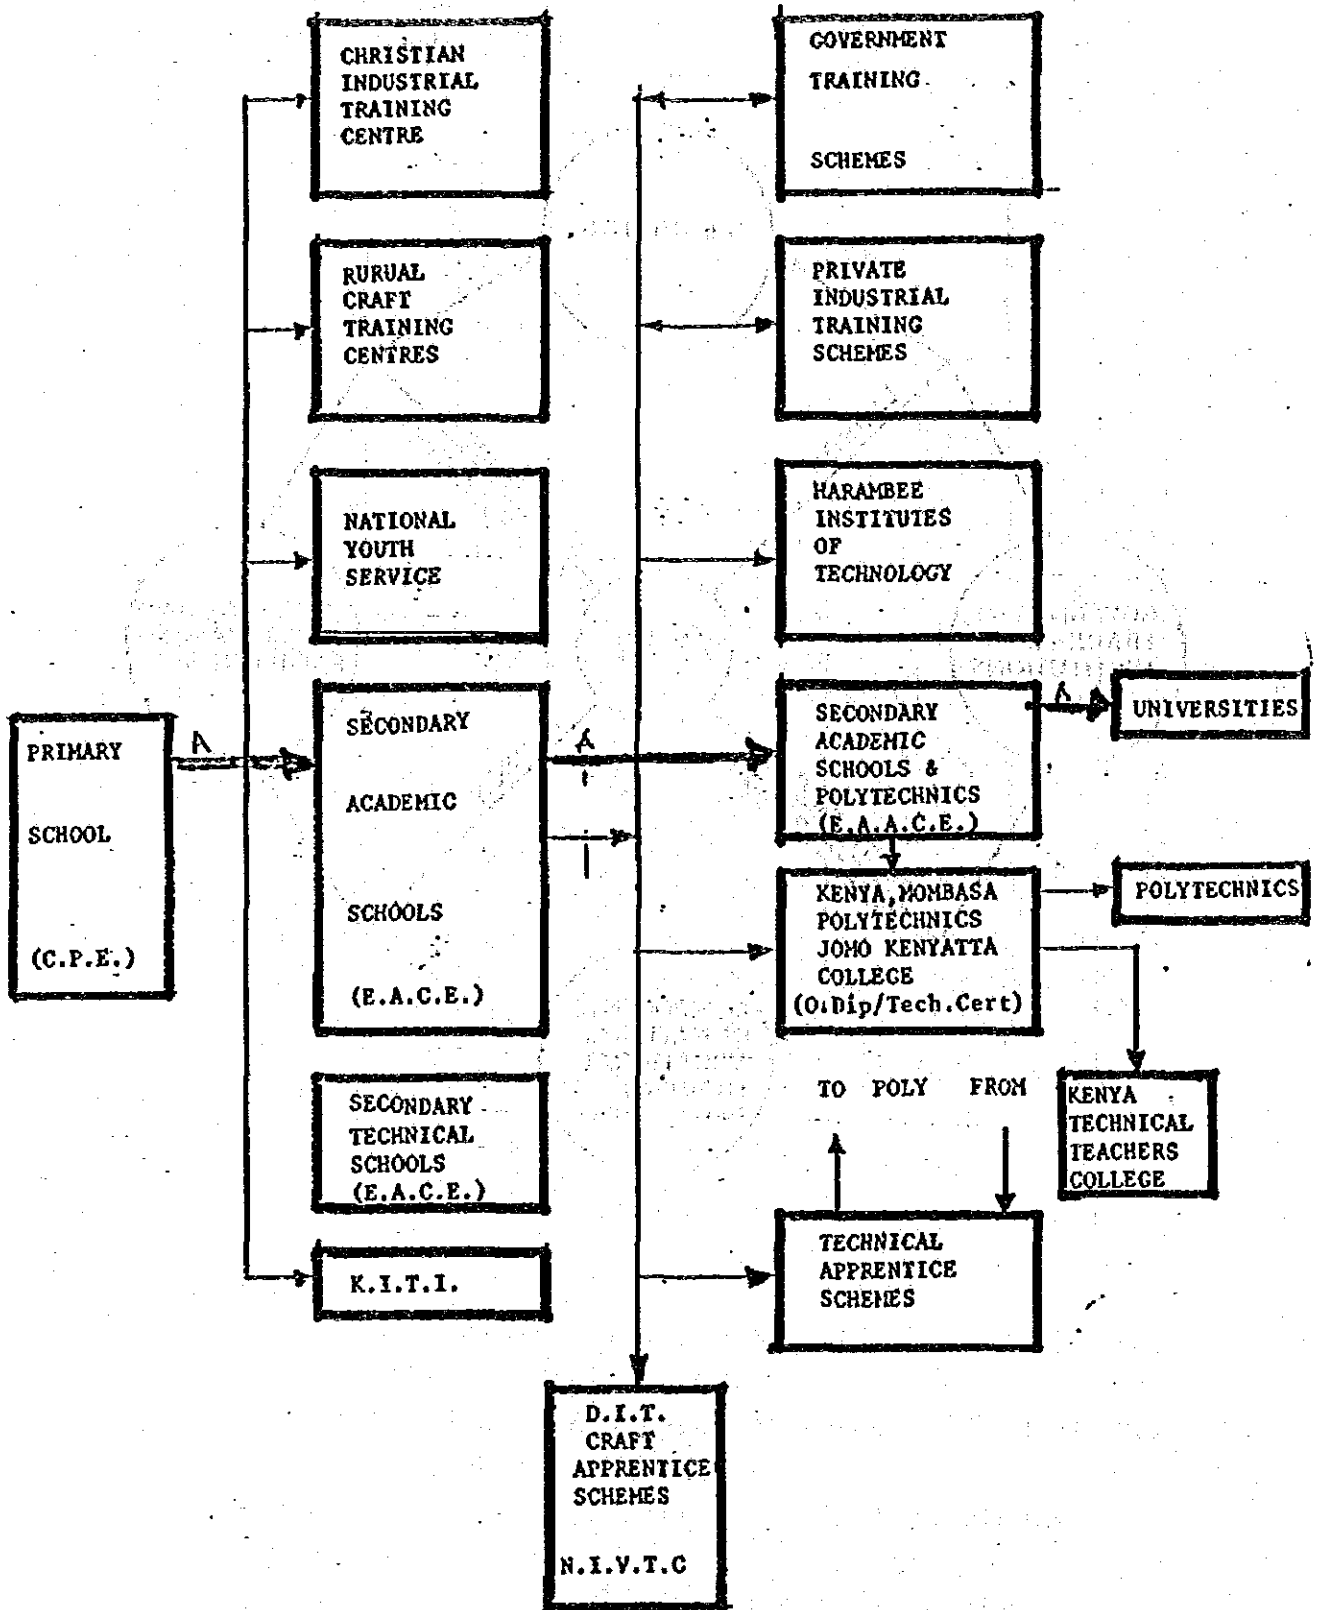 CHRISTIAN
INDUSTRIAL
TRAINING
CENTRE
GOVERNMENT
TRAINING
SCHEMES
RURUAL
CRAFT
TRAINING
CENTRES
PRIVATE
INDUSTRIAL
TRAINING
SCHEMES
NATIONAL
YOUTH
SERVICE
HARAMBEE
INSTITUTES
OF
TECHNOLOGY
PRIMARY
SCHOOL
(C.P.E.)
A
SECONDARY
ACADEMIC
SCHOOLS
(E.A.C.E.)
A
SECONDARY
ACADEMIC
SCHOOLS &
POLYTECHNICS
(E.A.A.C.E.)
A
UNIVERSITIES
KENYA, MOMBASA
POLYTECHNICS
JOMO KENYATTA
COLLEGE
(O.Dip/Tech.Cert)
POLYTECHNICS
SECONDARY
TECHNICAL
SCHOOLS
(E.A.C.E.)
TO POLY FROM
KENYA
TECHNICAL
TEACHERS
COLLEGE
K.I.T.I.
TECHNICAL
APPRENTICE
SCHEMES
D.I.T.
CRAFT
APPRENTICE
SCHEMES
N.I.V.T.C